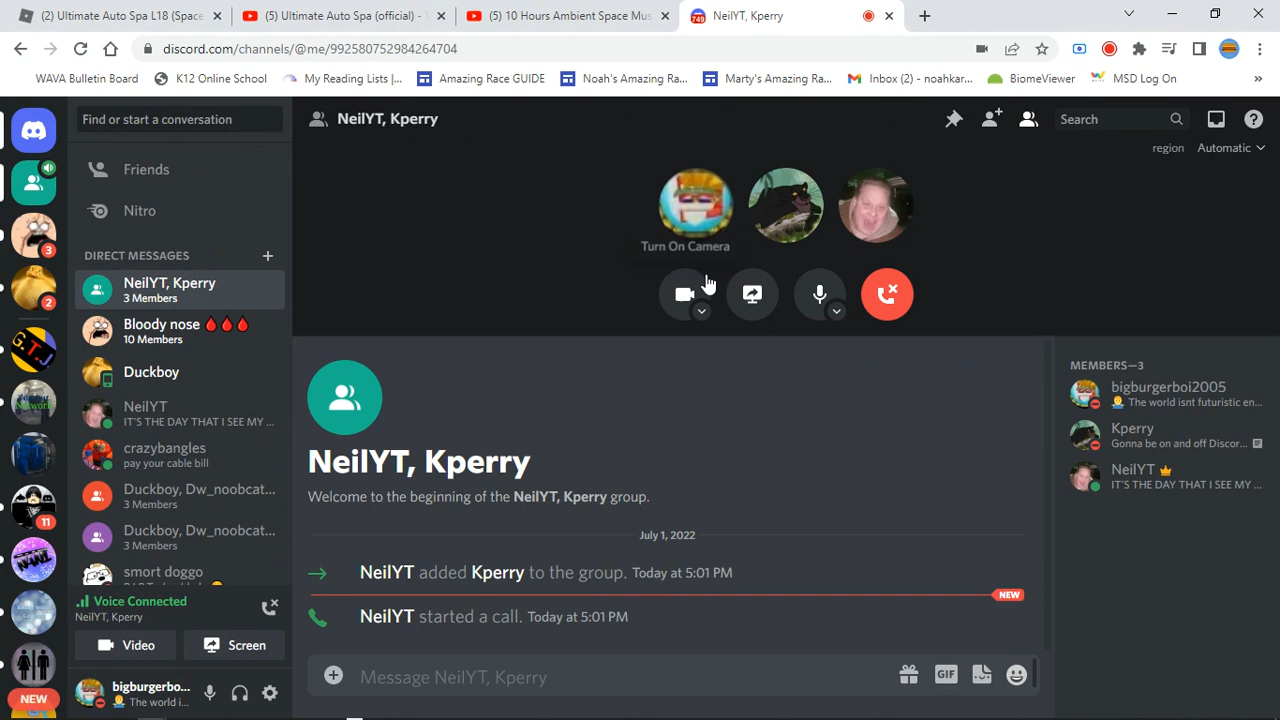 (2) Ultimate Auto Spa L18 (Space
(5) Ultimate Auto Spa (official) -
(5) 10 Hours Ambient Space Mus
749
NeilYT, Kperry
discord.com/channels/@me/992580752984264704
WAVA Bulletin Board
K12 Online School
My Reading Lists |...
Amazing Race GUIDE
Noah's Amazing Ra...
Marty's Amazing Ra...
Inbox (2) - noahkar...
BiomeViewer
MSD Log On
»
Find or start a conversation
NeilYT, Kperry
Search
region
Automatic
Friends
Nitro
DIRECT MESSAGES
Turn On Camera
NeilYT, Kperry
3 Members
Bloody nose 🩸🩸🩸
10 Members
Duckboy
NeilYT
IT'S THE DAY THAT I SEE MY ...
crazybangles
pay your cable bill
Duckboy, Dw_noobcat...
3 Members
Duckboy, Dw_noobcat...
3 Members
smort doggo
3
2
G.T.J
11
NEW
Voice Connected
NeilYT, Kperry
Video
Screen
bigburgerbo...
The world i...
NeilYT, Kperry
Welcome to the beginning of the NeilYT, Kperry group.
July 1, 2022
NeilYT added Kperry to the group. Today at 5:01 PM
NEW
NeilYT started a call. Today at 5:01 PM
Message NeilYT, Kperry
GIF
MEMBERS—3
bigburgerboi2005
The world isnt futuristic en...
Kperry
Gonna be on and off Discor...
NeilYT
IT'S THE DAY THAT I SEE MY ...